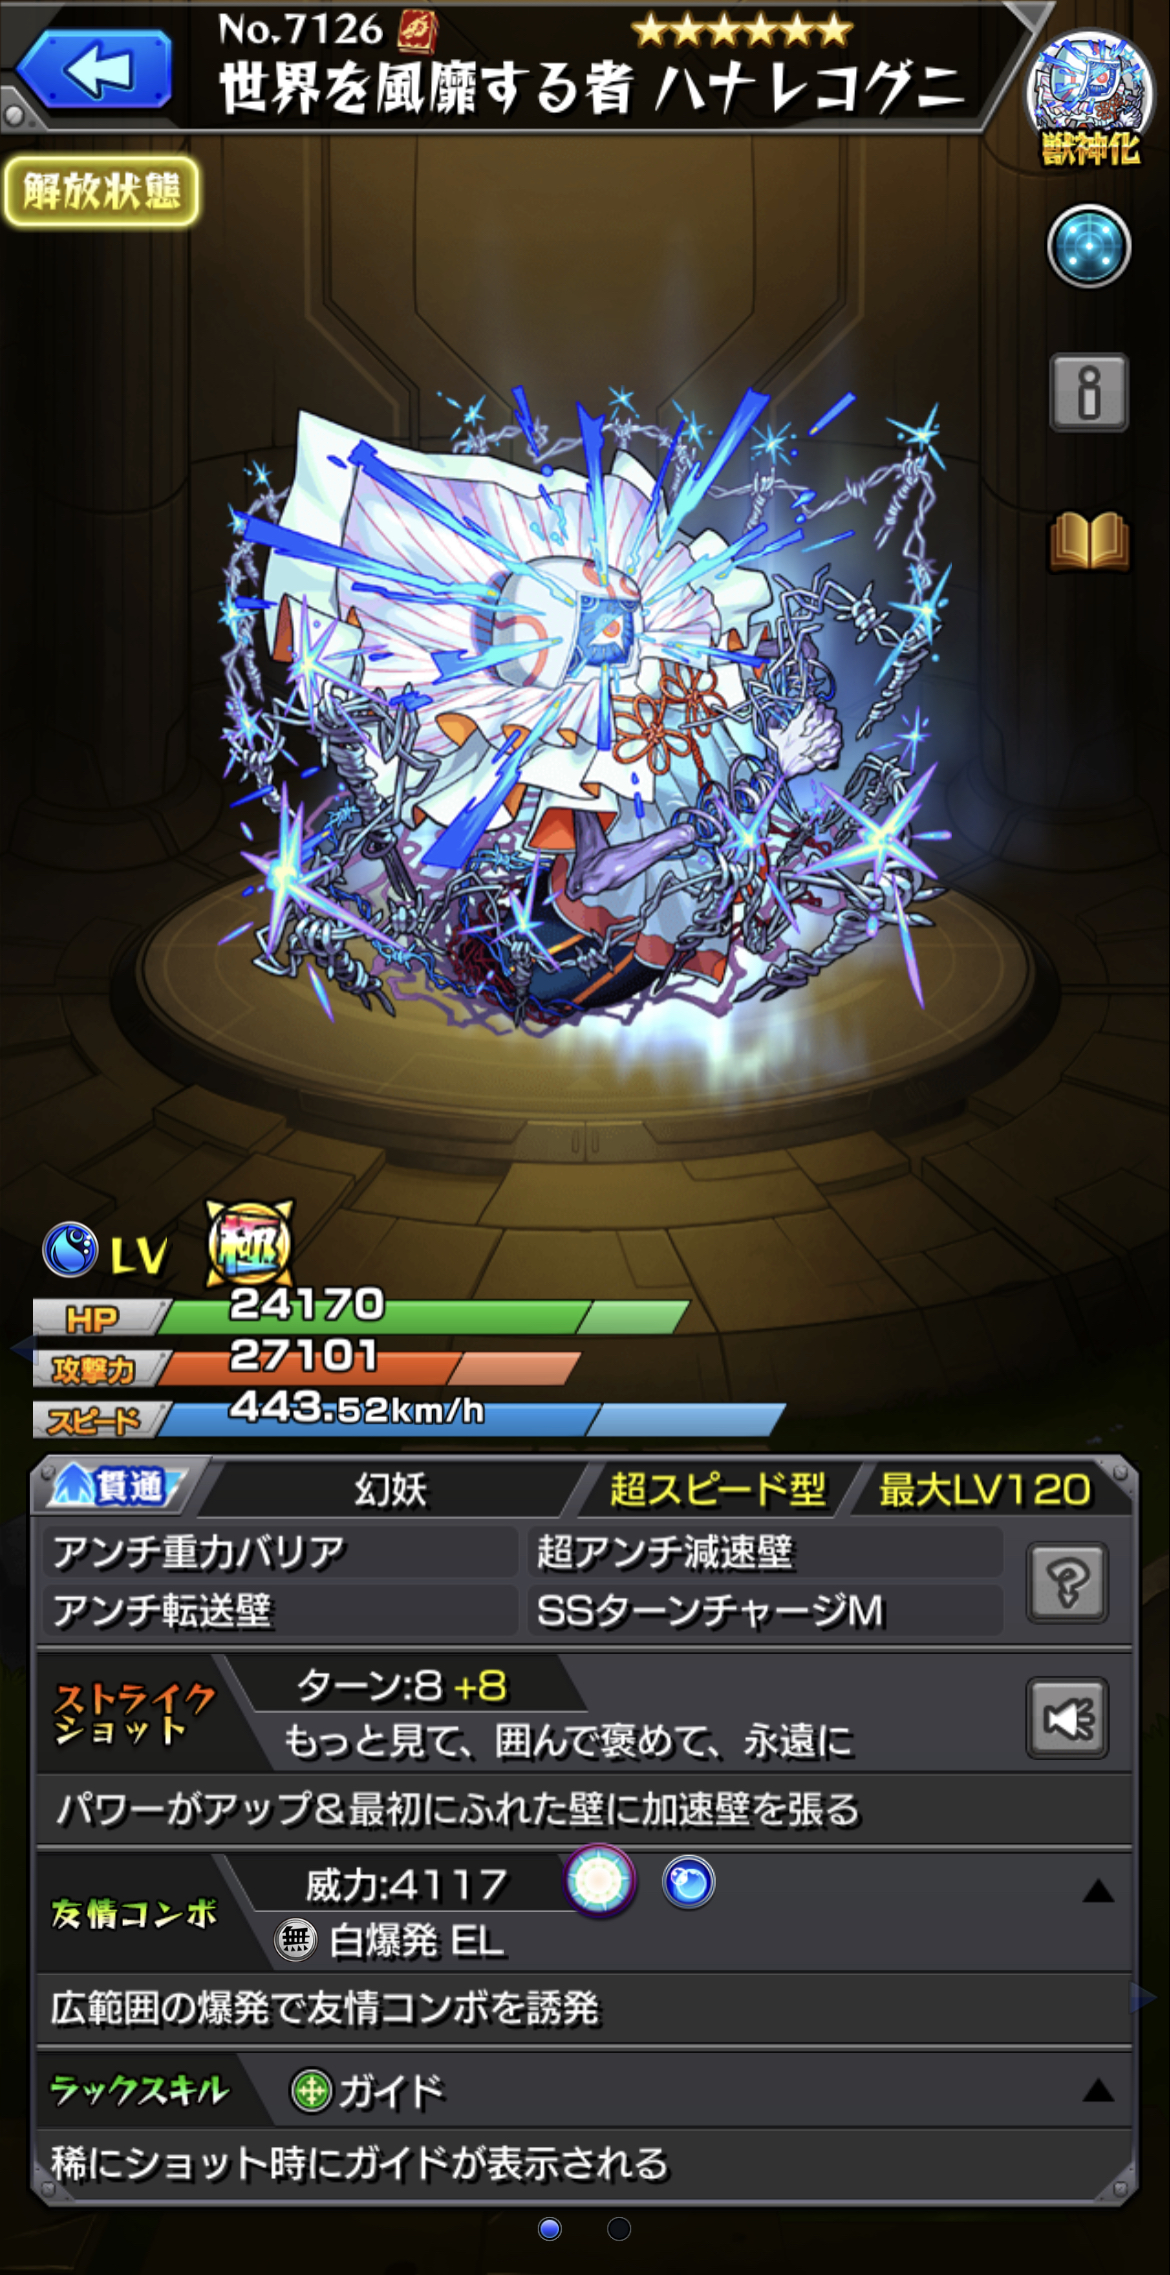 No.7126
★★★★★★
世界を風靡する者 ハナレコグニ
獣神化
解放状態
LV 極
HP 24170
攻撃力 27101
スピード 443.52km/h
貫通 幻妖 超スピード型 最大LV120
アンチ重力バリア 超アンチ減速壁
アンチ転送壁 SSターンチャージM
ストライクショット
ターン:8 +8
もっと見て、囲んで褒めて、永遠に
パワーがアップ&最初にふれた壁に加速壁を張る
友情コンボ
威力:4117
無 白爆発 EL
広範囲の爆発で友情コンボを誘発
ラックスキル ガイド
稀にショット時にガイドが表示される